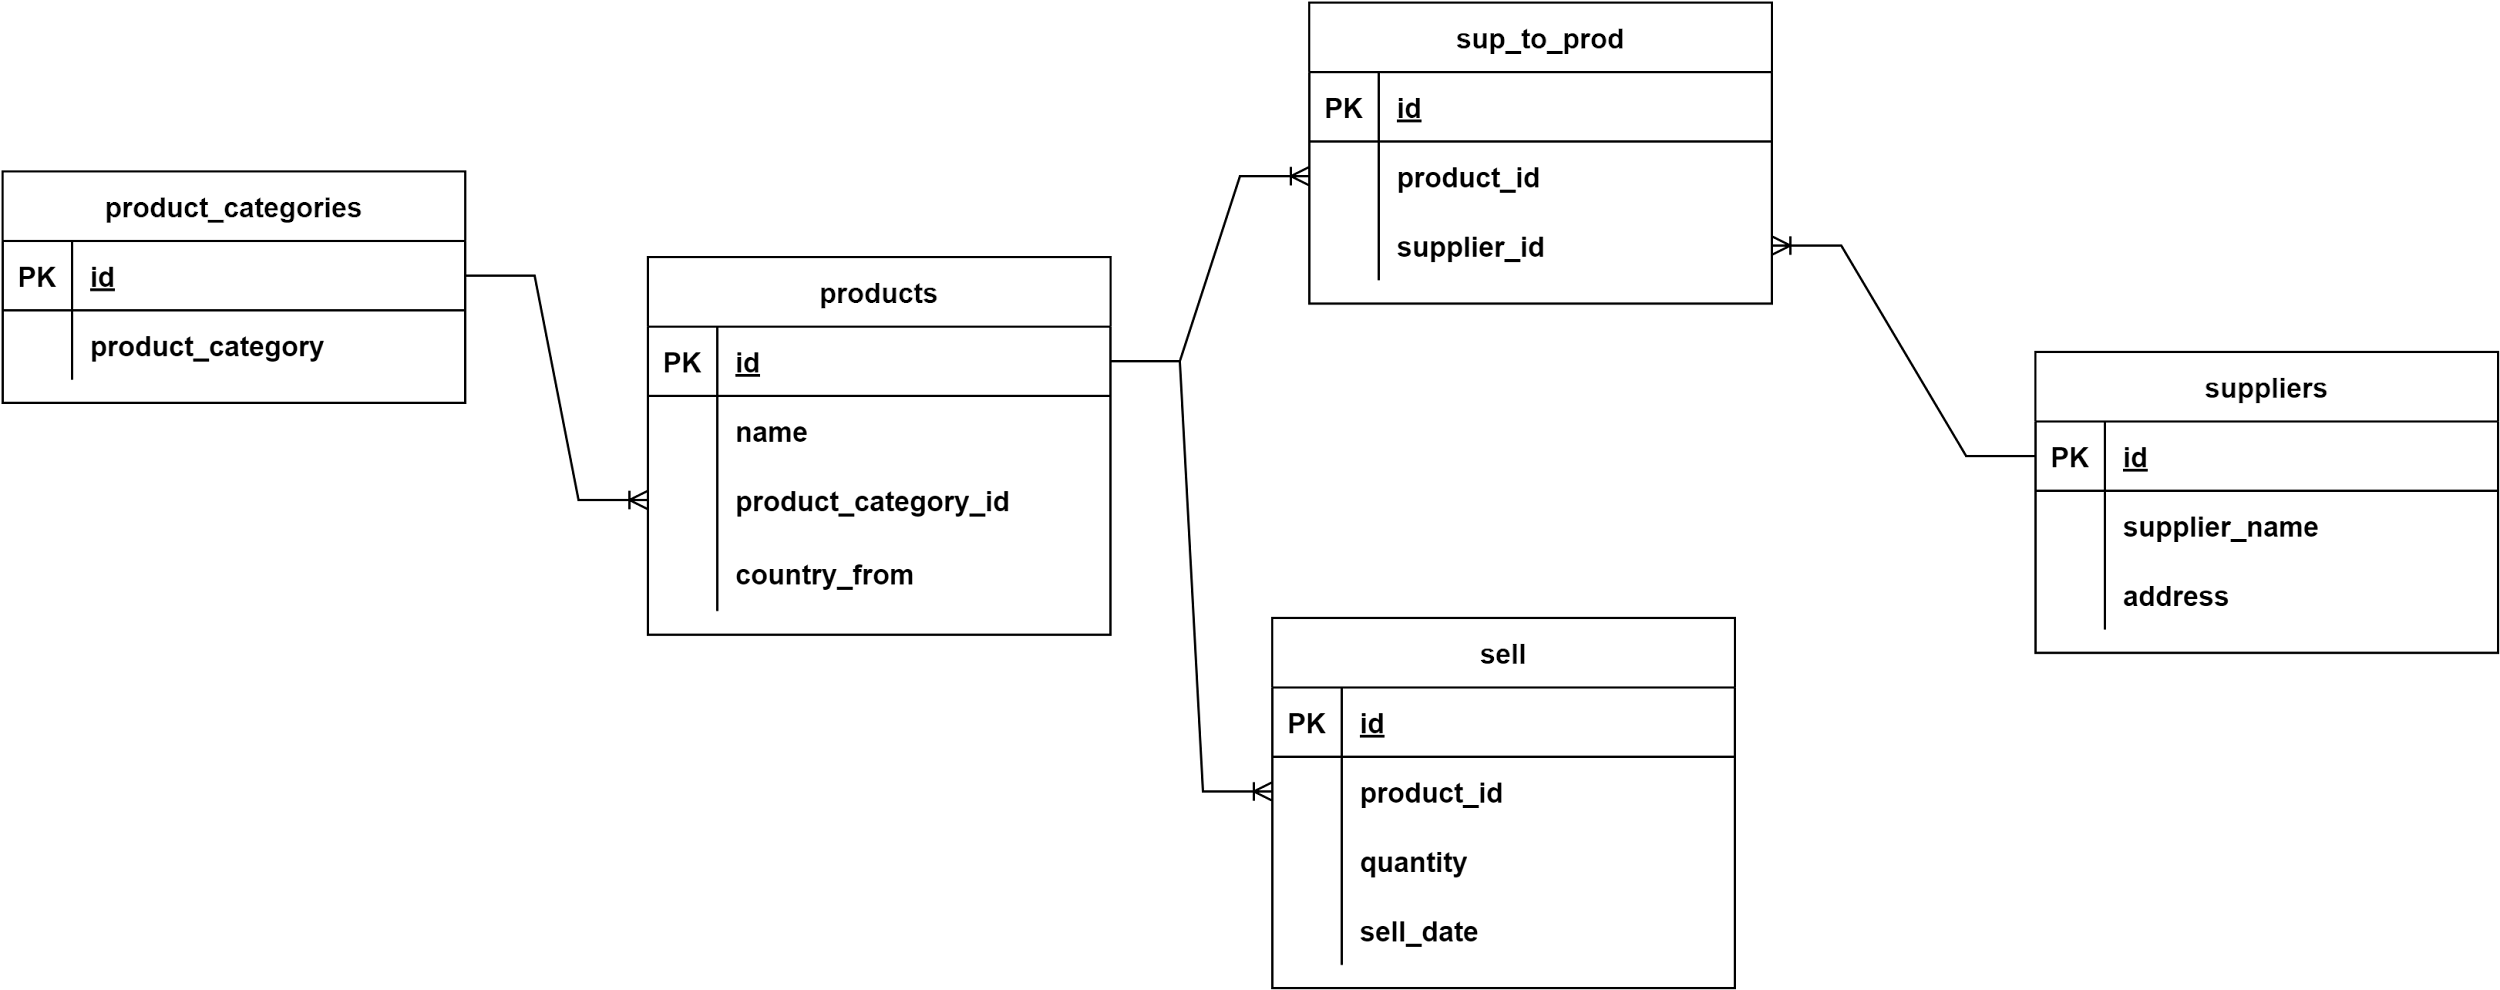 product_categories
PK id
product_category
products
PK id
name
product_category_id
country_from
sup_to_prod
PK id
product_id
supplier_id
sell
PK id
product_id
quantity
sell_date
suppliers
PK id
supplier_name
address